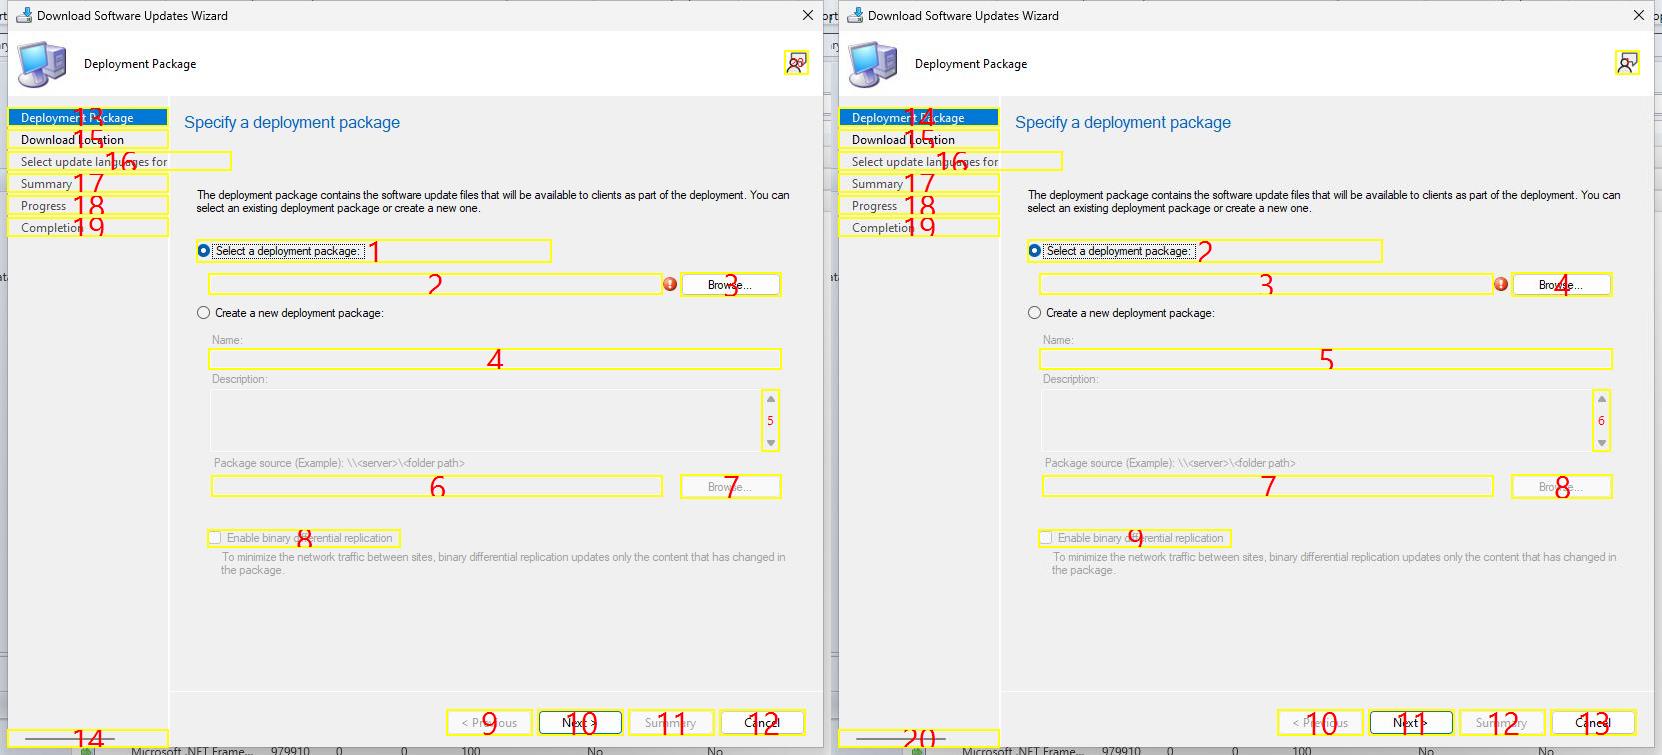 Download Software Updates Wizard
Deployment Package
20
Deployment Package
13
Download Location
15
Select update languages for
16
Summary
17
Progress
18
Completion
19
14
Specify a deployment package
The deployment package contains the software update files that will be available to clients as part of the deployment. You can
select an existing deployment package or create a new one.
Select a deployment package:
1
2
Browse...
3
Create a new deployment package:
Name:
4
Description:
5
Package source (Example): \\<server>\<folder path>
6
Browse...
7
Enable binary differential replication
8
To minimize the network traffic between sites, binary differential replication updates only the content that has changed in
the package.
< Previous
9
Next >
10
Summary
11
Cancel
12
Microsoft .NET Frame... 979910 0 0 100 No No
Download Software Updates Wizard
Deployment Package
1
Deployment Package
14
Download Location
15
Select update languages for
16
Summary
17
Progress
18
Completion
19
20
Specify a deployment package
The deployment package contains the software update files that will be available to clients as part of the deployment. You can
select an existing deployment package or create a new one.
Select a deployment package:
2
3
Browse...
4
Create a new deployment package:
Name:
5
Description:
6
Package source (Example): \\<server>\<folder path>
7
Browse...
8
Enable binary differential replication
9
To minimize the network traffic between sites, binary differential replication updates only the content that has changed in
the package.
< Previous
10
Next >
11
Summary
12
Cancel
13
Microsoft .NET Frame... 979910 0 0 100 No No